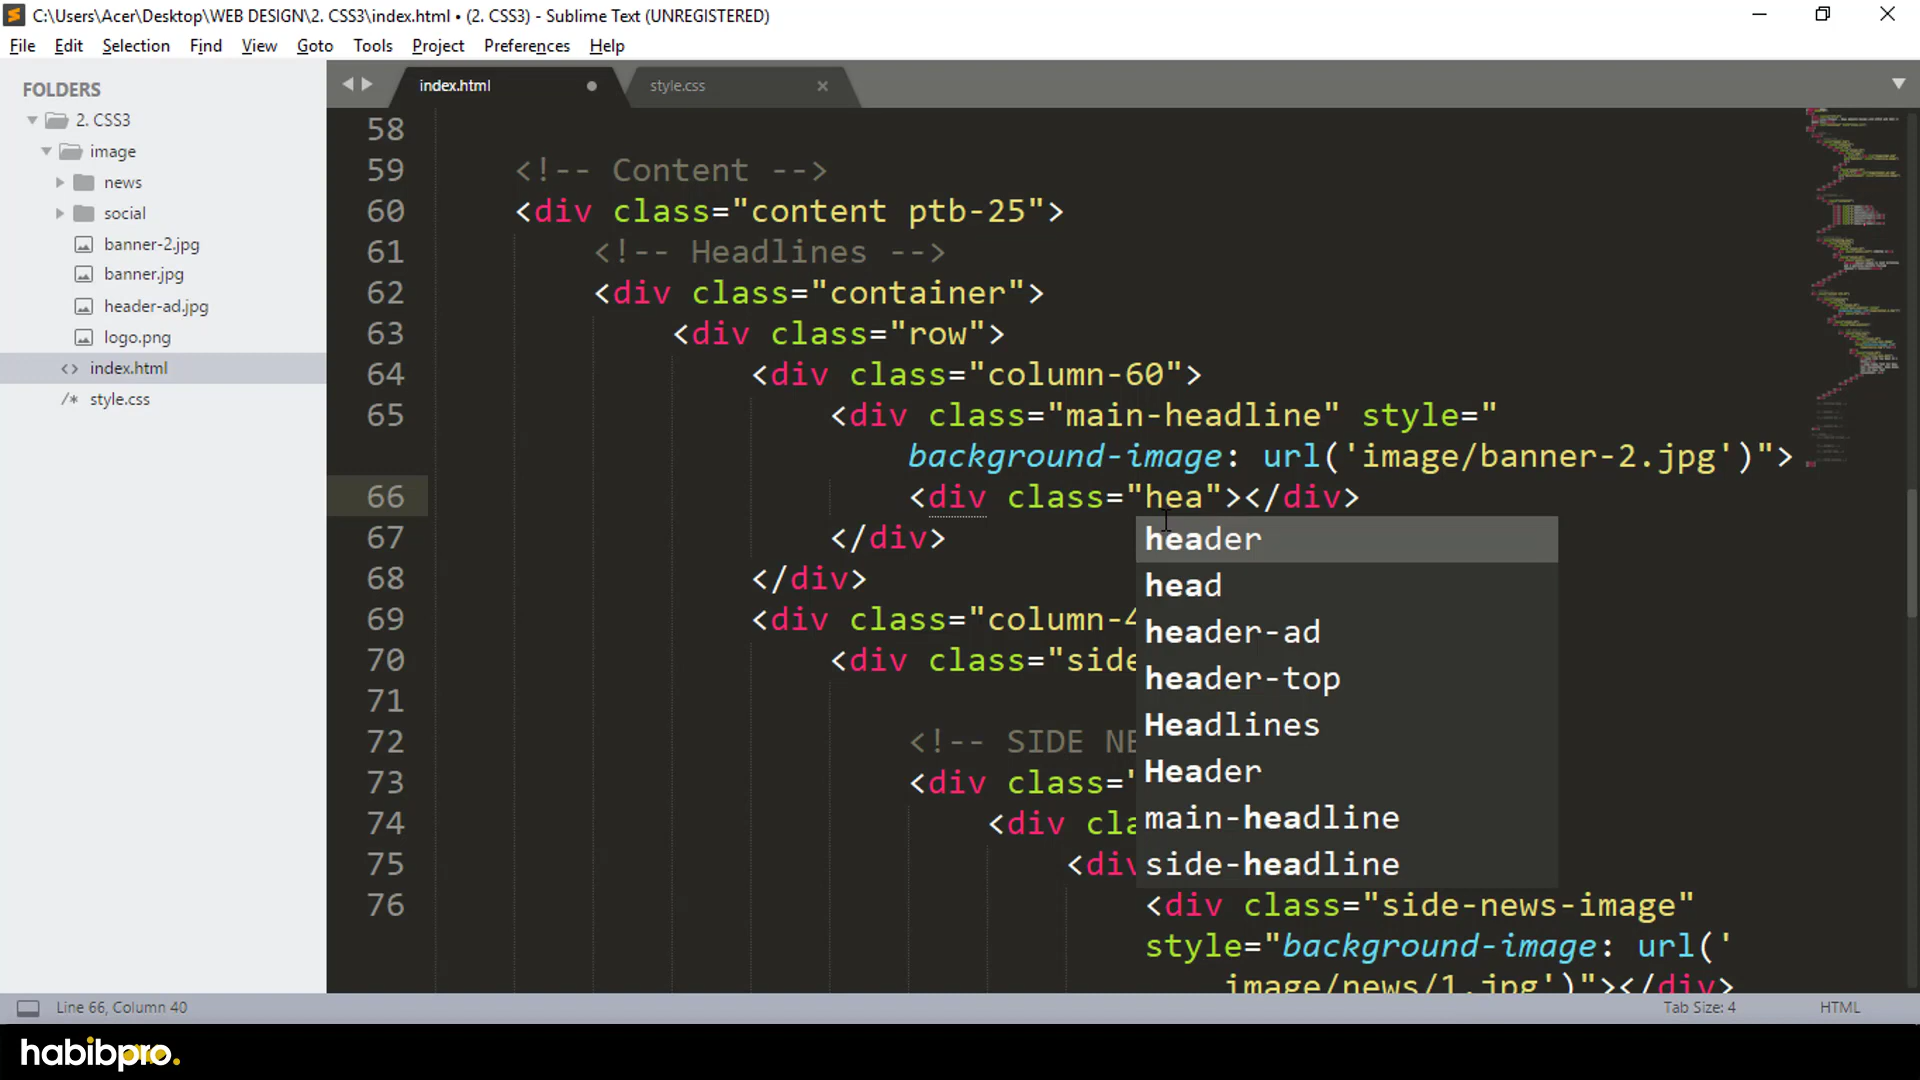 C:\Users\Acer\Desktop\WEB DESIGN\2. CSS3\index.html • (2. CSS3) - Sublime Text (UNREGISTERED)
File Edit Selection Find View Goto Tools Project Preferences Help
FOLDERS
2. CSS3
image
news
social
banner-2.jpg
banner.jpg
header-ad.jpg
logo.png
<> index.html
/* style.css
index.html
style.css
58
59 <!-- Content -->
60 <div class="content ptb-25">
61 <!-- Headlines -->
62 <div class="container">
63 <div class="row">
64 <div class="column-60">
65 <div class="main-headline" style="
background-image: url('image/banner-2.jpg')">
66 <div class="hea"></div>
67 </div>
68 </div>
69 <div class="column-4
70 <div class="side
71
72 <!-- SIDE NE
73 <div class="
74 <div cla
75 <div
76 <div class="side-news-image"
style="background-image: url('
image/news/1.jpg')"></div>
header
head
header-ad
header-top
Headlines
Header
main-headline
side-headline
Line 66, Column 40
Tab Size: 4
HTML
habibpro.